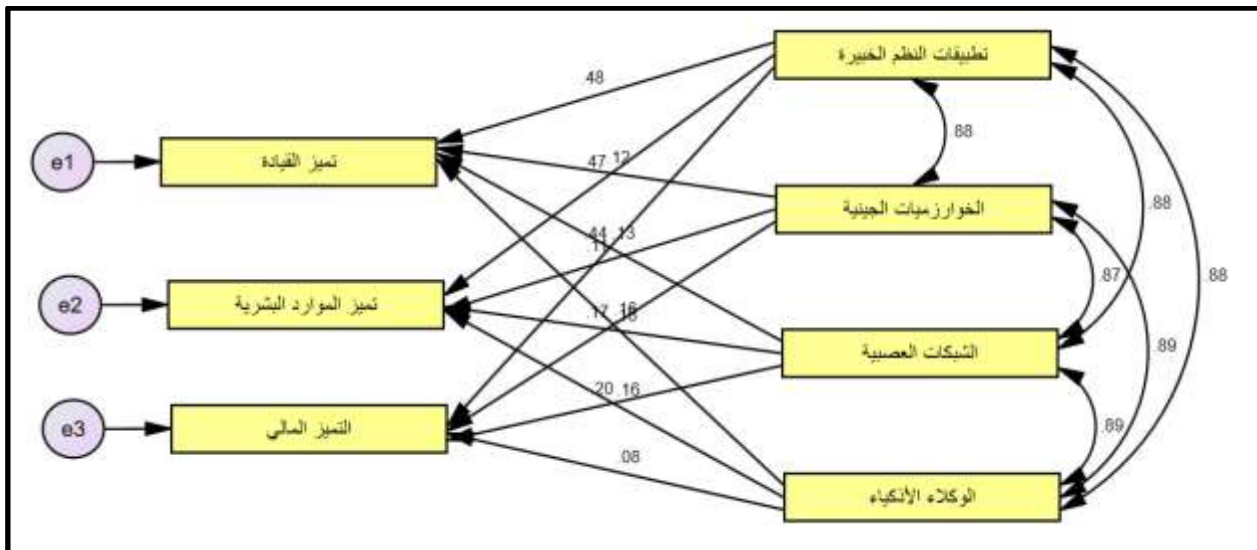 تطبيقات النظم الخبيرة
.48
.88
e1
تميز القيادة
.12
.47
الخوارزميات الجينية
.88
.88
.44
.13
.87
e2
تميز الموارد البشرية
.17
.16
الشبكات العصبية
.89
e3
التميز المالي
.20
.16
.89
.08
الوكلاء الأذكياء